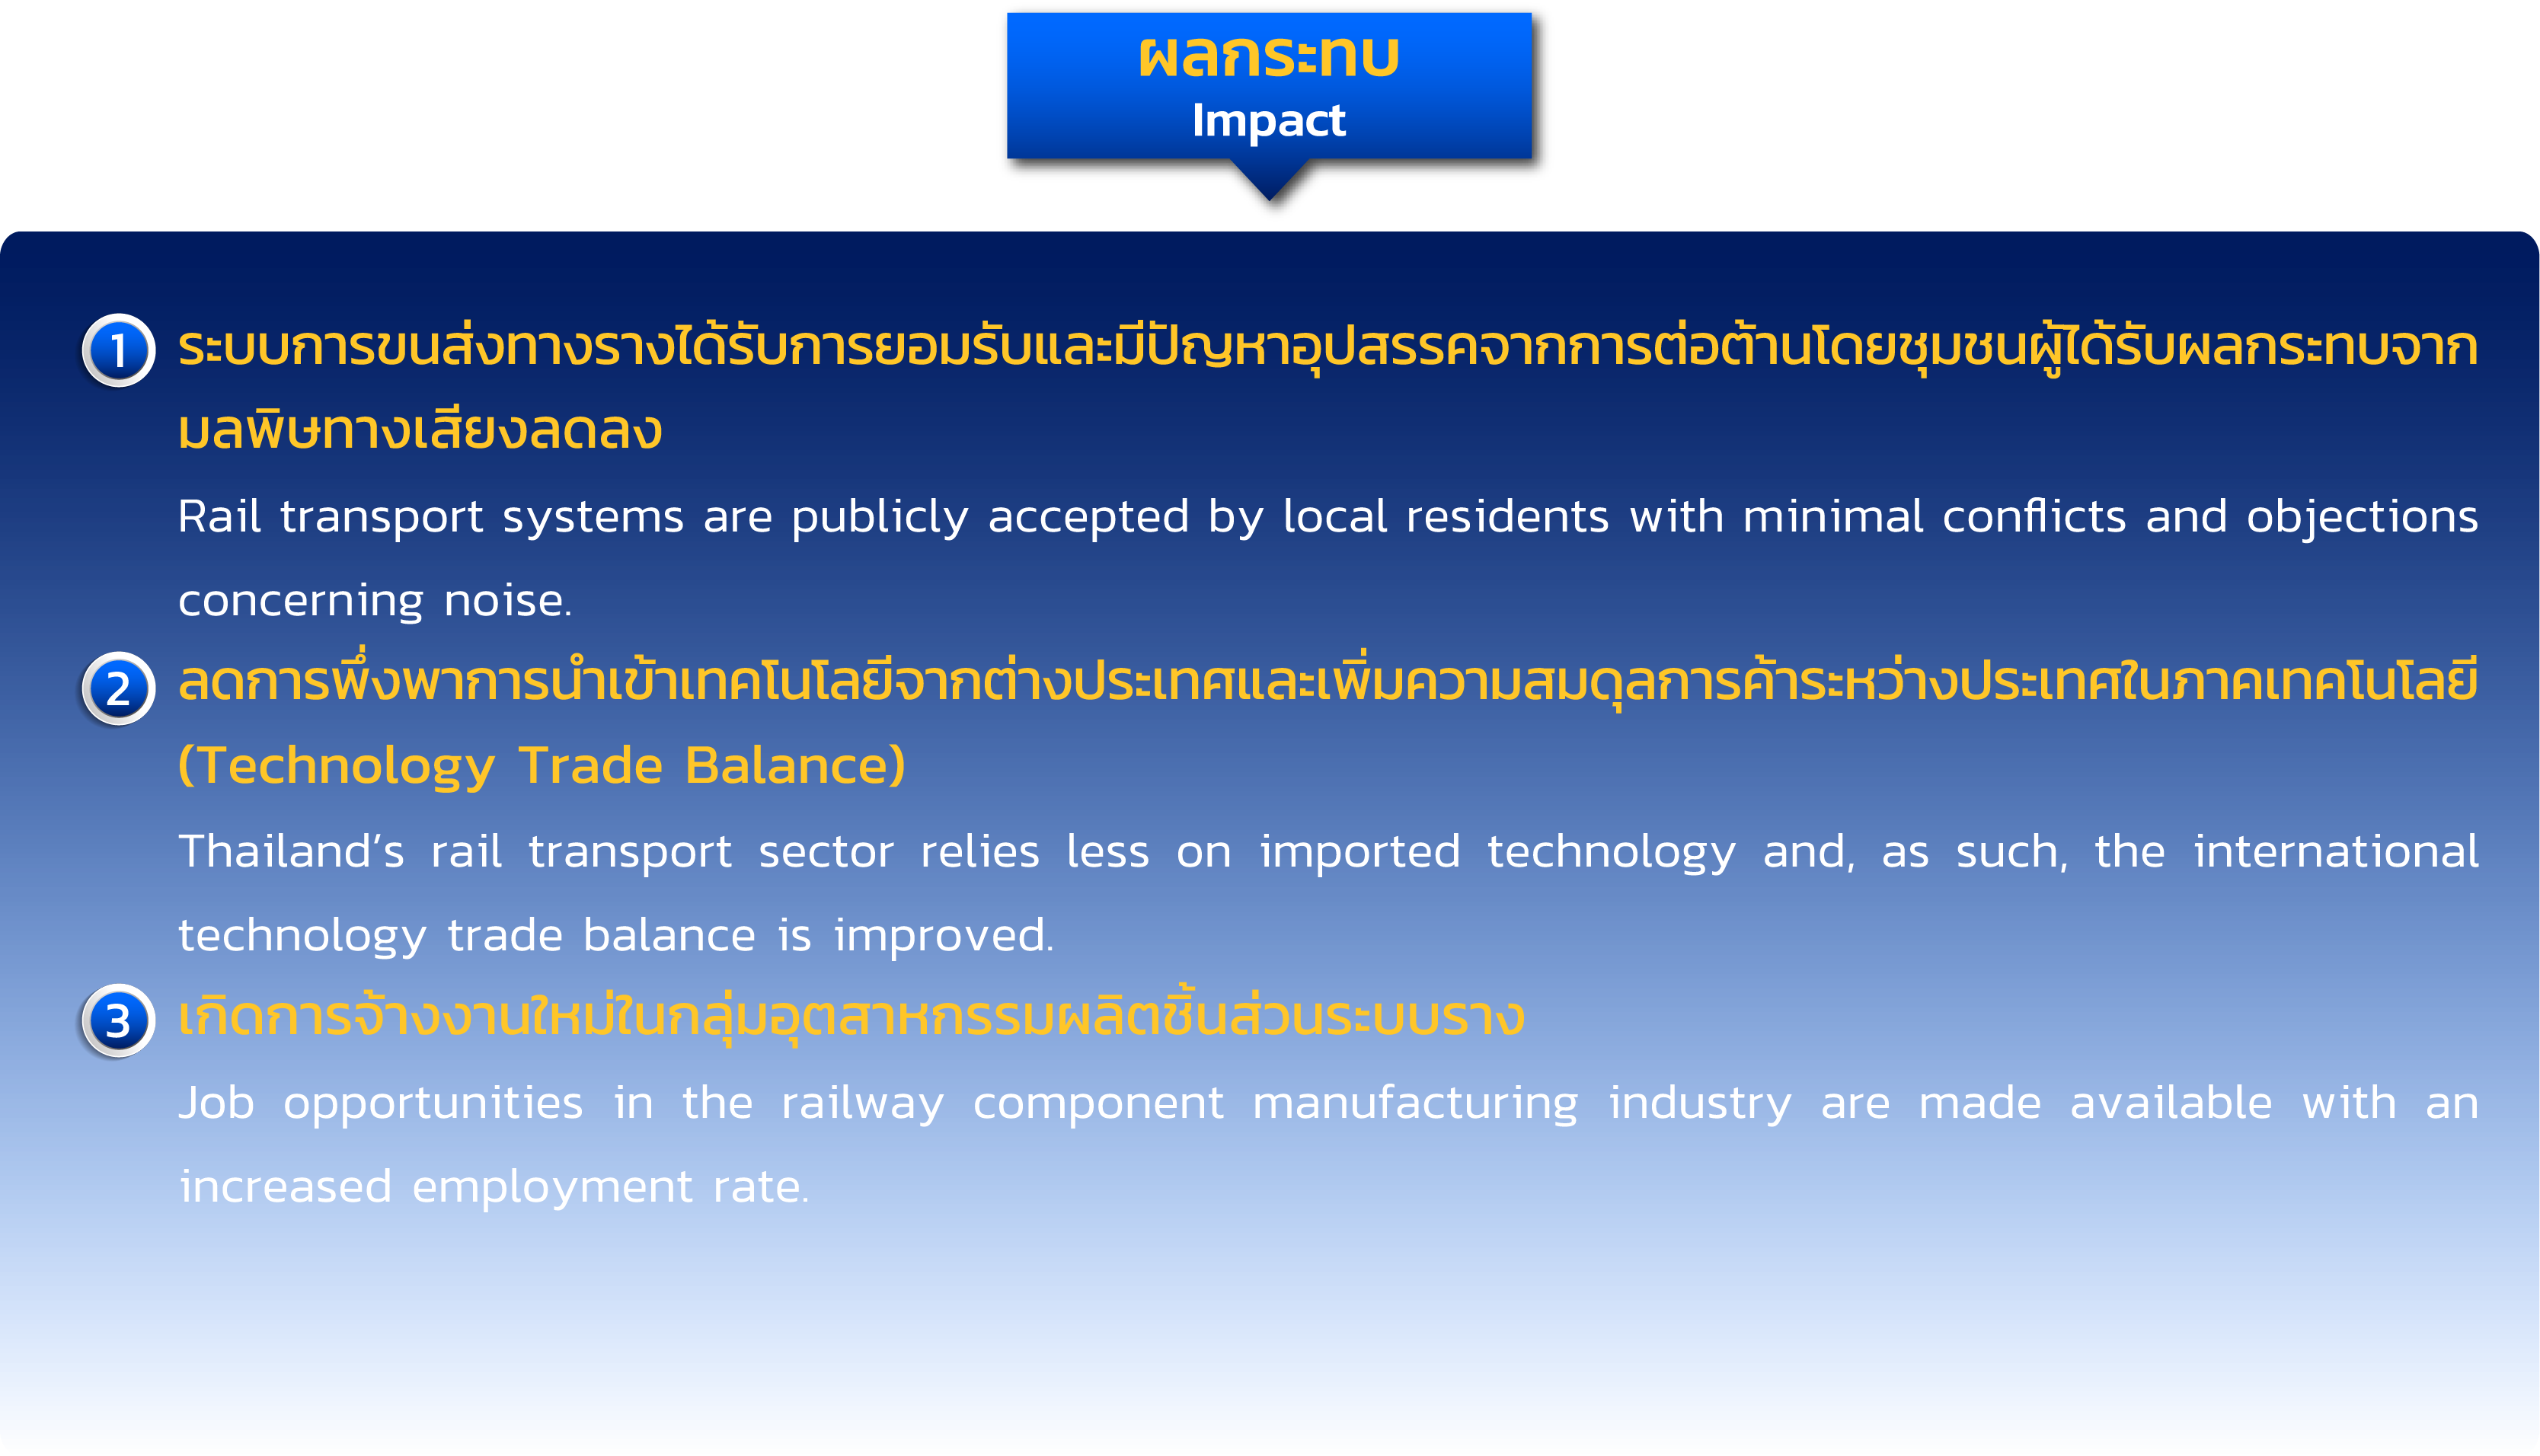 ผลกระทบ
Impact
1 ระบบการขนส่งทางรางได้รับการยอมรับและมีปัญหาอุปสรรคจากการต่อต้านโดยชุมชนผู้ได้รับผลกระทบจาก
มลพิษทางเสียงลดลง
Rail transport systems are publicly accepted by local residents with minimal conflicts and objections
concerning noise.
2 ลดการพึ่งพาการนำเข้าเทคโนโลยีจากต่างประเทศและเพิ่มความสมดุลการค้าระหว่างประเทศในภาคเทคโนโลยี
(Technology Trade Balance)
Thailand’s rail transport sector relies less on imported technology and, as such, the international
technology trade balance is improved.
3 เกิดการจ้างงานใหม่ในกลุ่มอุตสาหกรรมผลิตชิ้นส่วนระบบราง
Job opportunities in the railway component manufacturing industry are made available with an
increased employment rate.